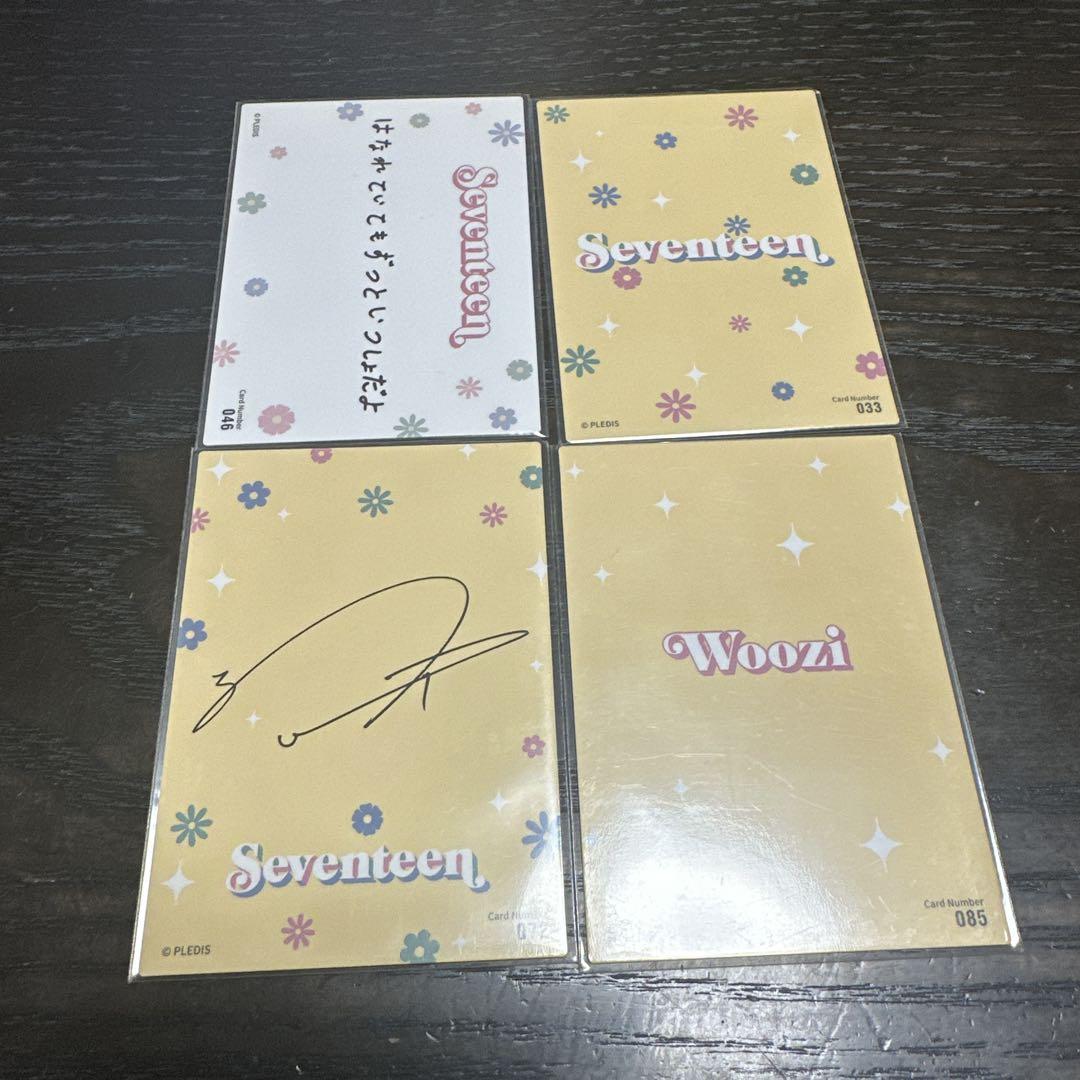 Seventeen
はなれていてもずっといっしょだよ
© PLEDIS
Card Number
046
Seventeen
© PLEDIS
Card Number
033
Seventeen
© PLEDIS
Card Number
072
Woozi
Card Number
085